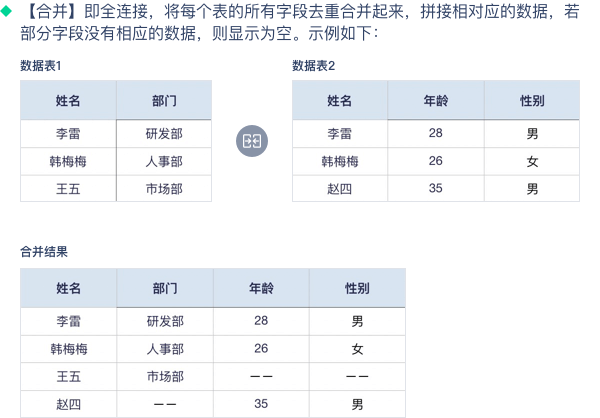 【合并】即全连接，将每个表的所有字段去重合并起来，拼接相对应的数据，若
部分字段没有相应的数据，则显示为空。示例如下：
数据表1
姓名 部门
李雷 研发部
韩梅梅 人事部
王五 市场部
数据表2
姓名 年龄 性别
李雷 28 男
韩梅梅 26 女
赵四 35 男
合并结果
姓名 部门 年龄 性别
李雷 研发部 28 男
韩梅梅 人事部 26 女
王五 市场部 —— ——
赵四 —— 35 男